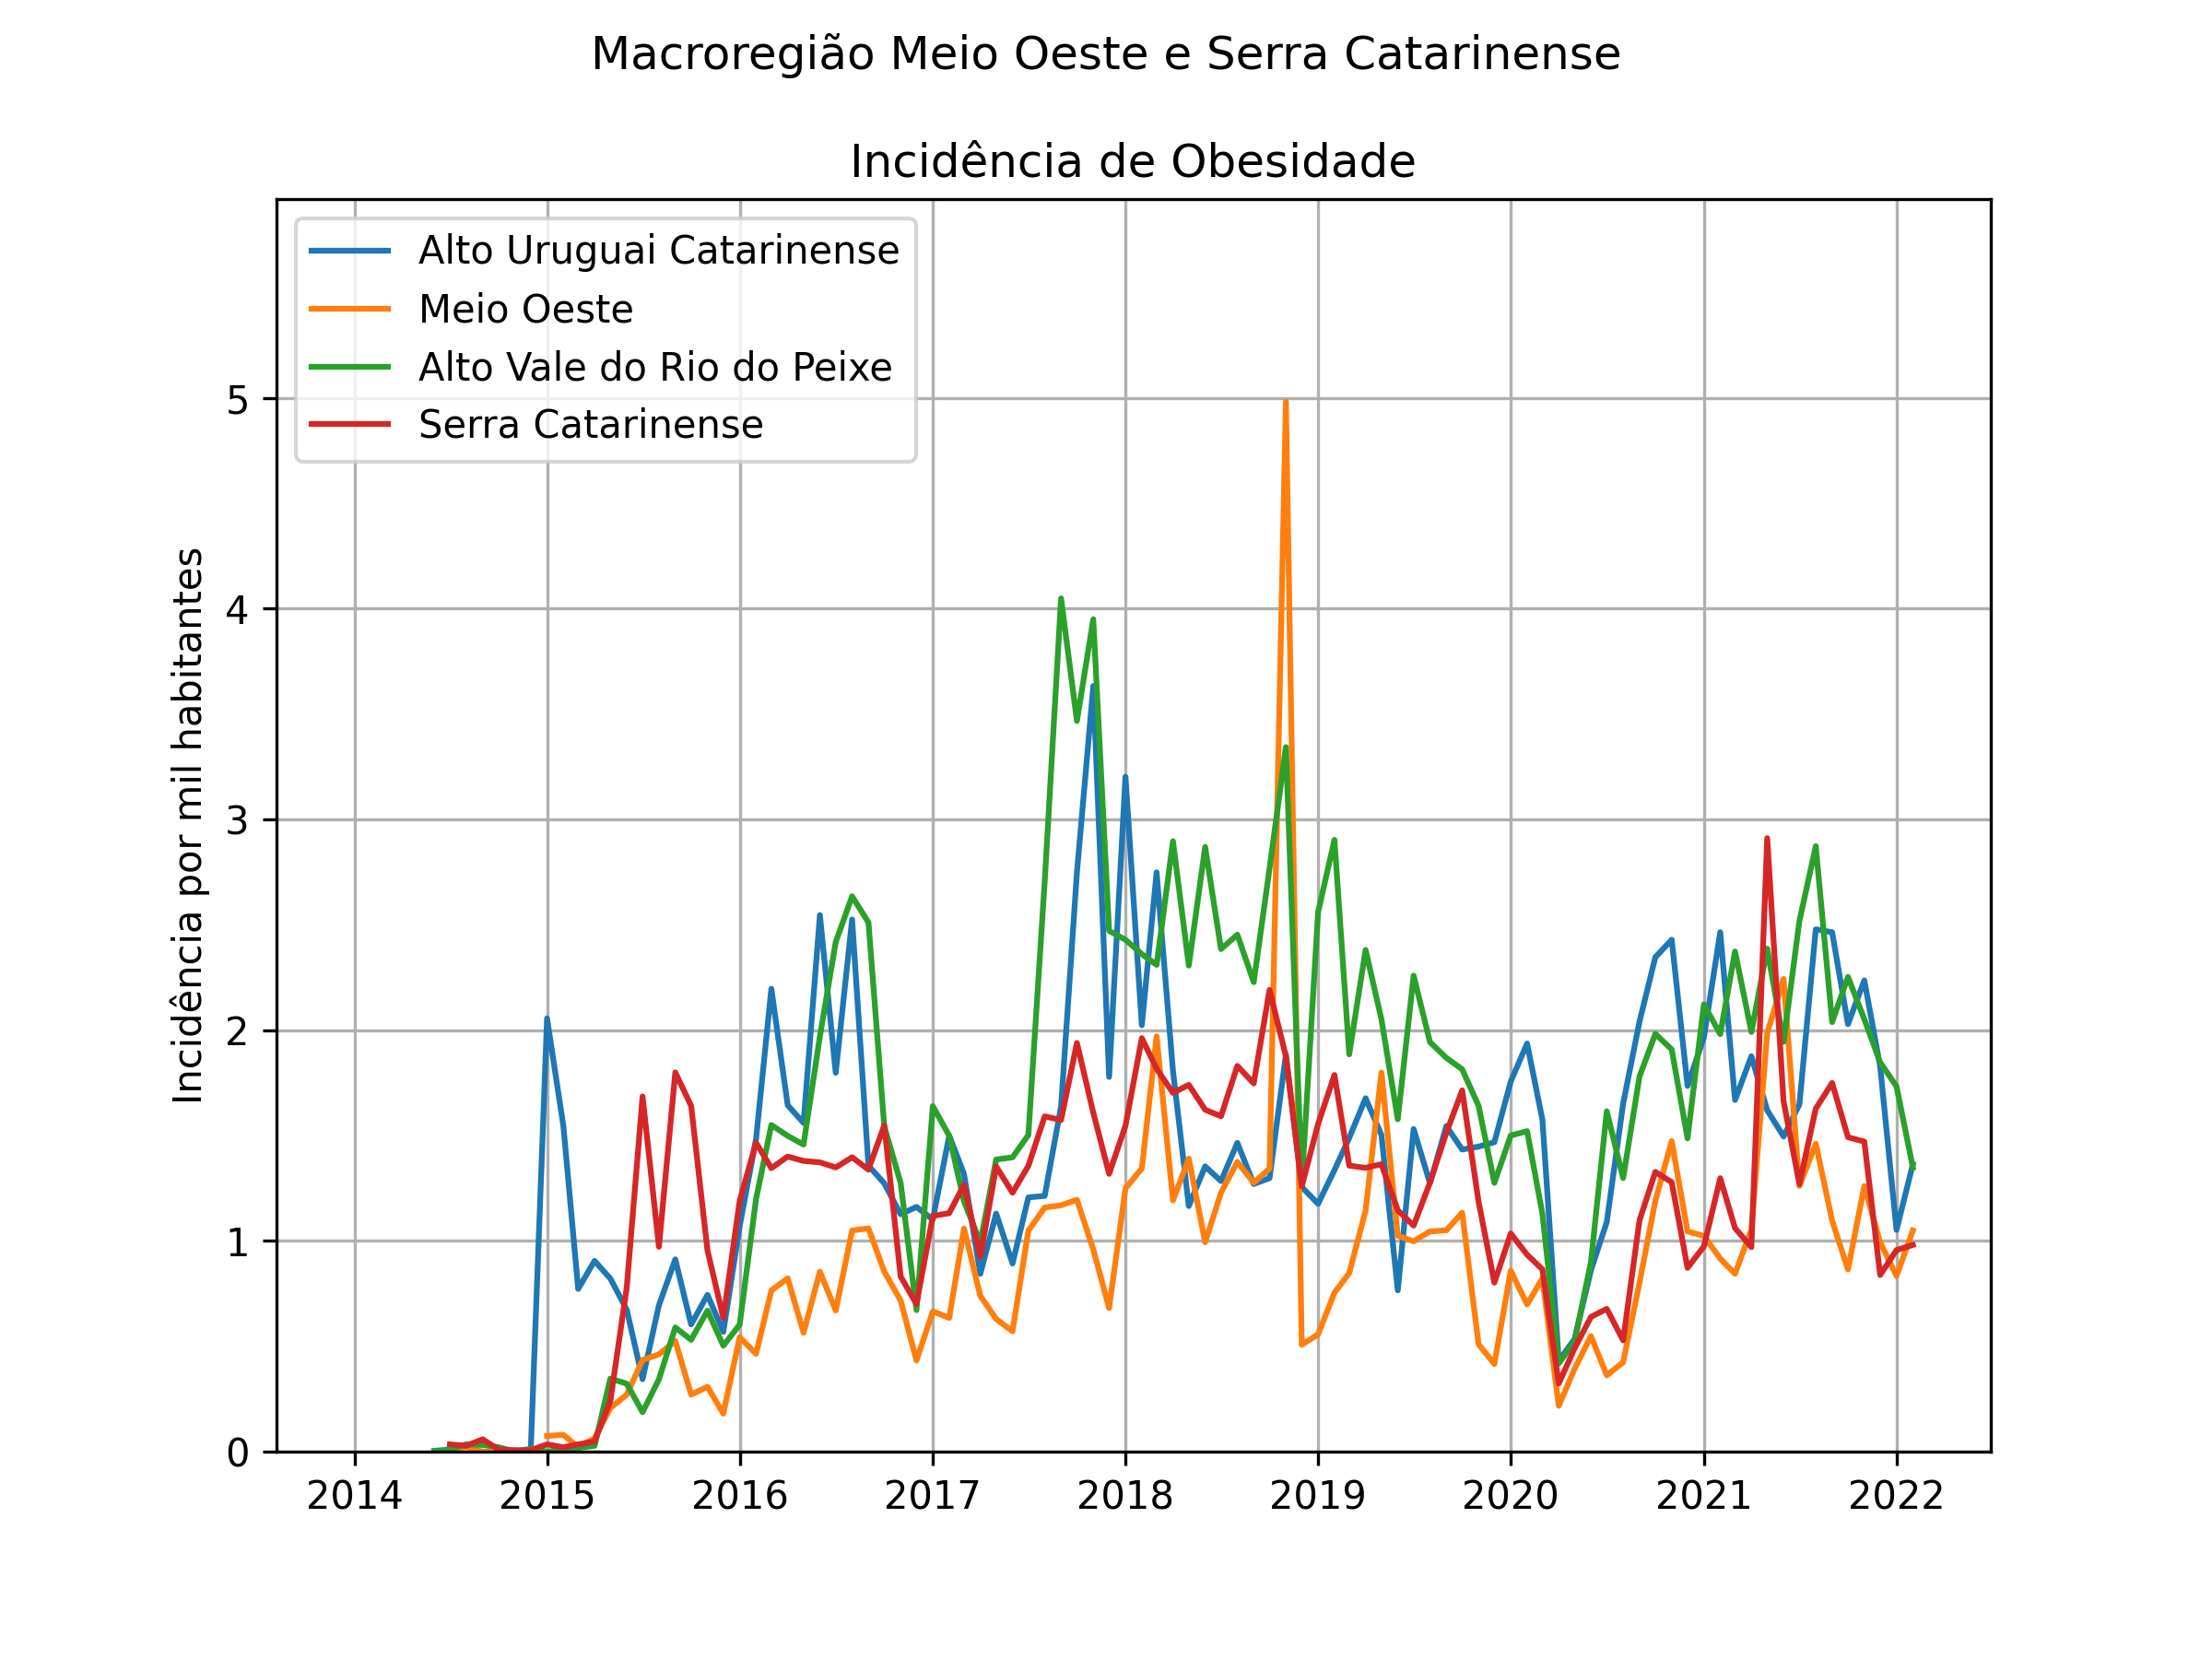 Macroregião Meio Oeste e Serra Catarinense
Incidência de Obesidade
Alto Uruguai Catarinense
Meio Oeste
Alto Vale do Rio do Peixe
Serra Catarinense
Incidência por mil habitantes
5
4
3
2
1
0
2014 2015 2016 2017 2018 2019 2020 2021 2022